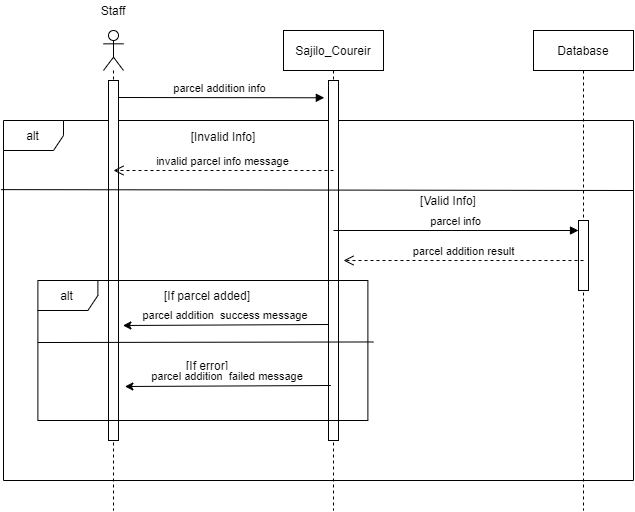 Staff
Sajilo_Coureir
Database
parcel addition info
alt
[Invalid Info]
invalid parcel info message
[Valid Info]
parcel info
parcel addition result
alt
[If parcel added]
parcel addition  success message
[If error]
parcel addition  failed message